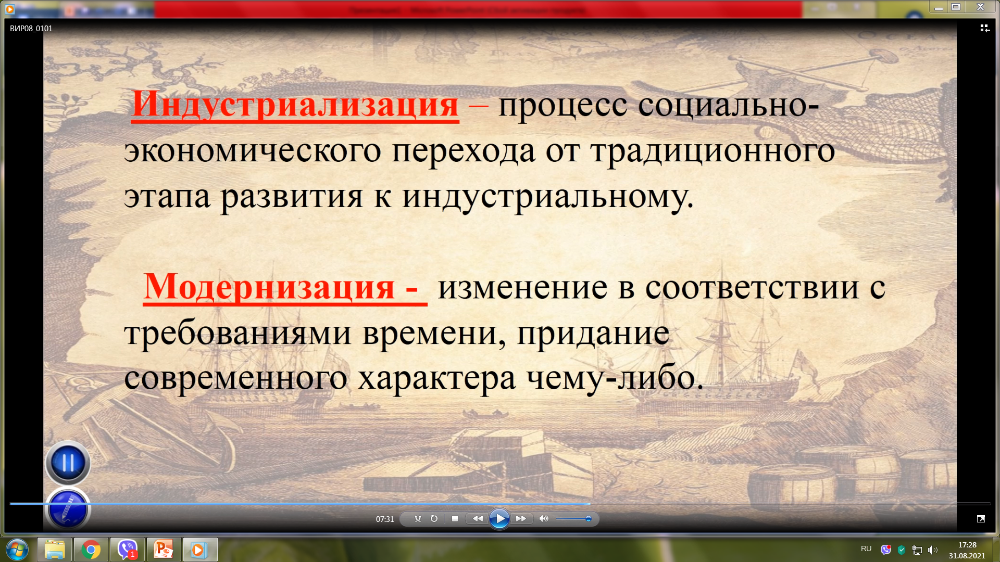 ВИР08_0101
Индустриализация – процесс социально-
экономического перехода от традиционного
этапа развития к индустриальному.
Модернизация - изменение в соответствии с
требованиями времени, придание
современного характера чему-либо.
07:31
1
RU
17:28
31.08.2021